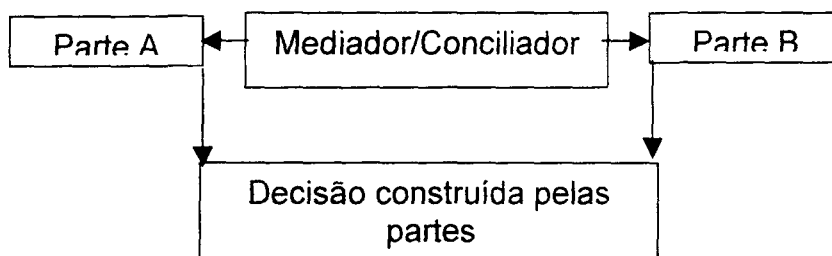 Parte A
Mediador/Conciliador
Parte B
Decisão construída pelas
partes